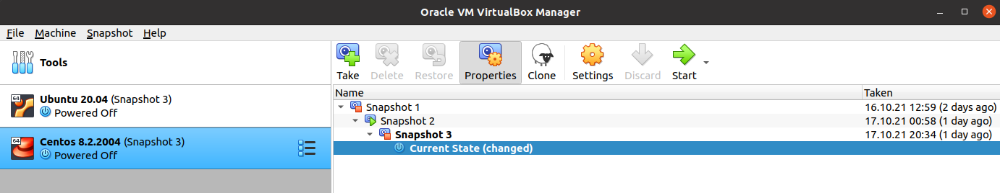 Oracle VM VirtualBox Manager
File Machine Snapshot Help
Tools
Ubuntu 20.04 (Snapshot 3)
Powered Off
Centos 8.2.2004 (Snapshot 3)
Powered Off
Take Delete Restore Properties Clone Settings Discard Start
Name Taken
Snapshot 1 16.10.21 12:59 (2 days ago)
Snapshot 2 17.10.21 00:58 (1 day ago)
Snapshot 3 17.10.21 20:34 (1 day ago)
Current State (changed)
64
64